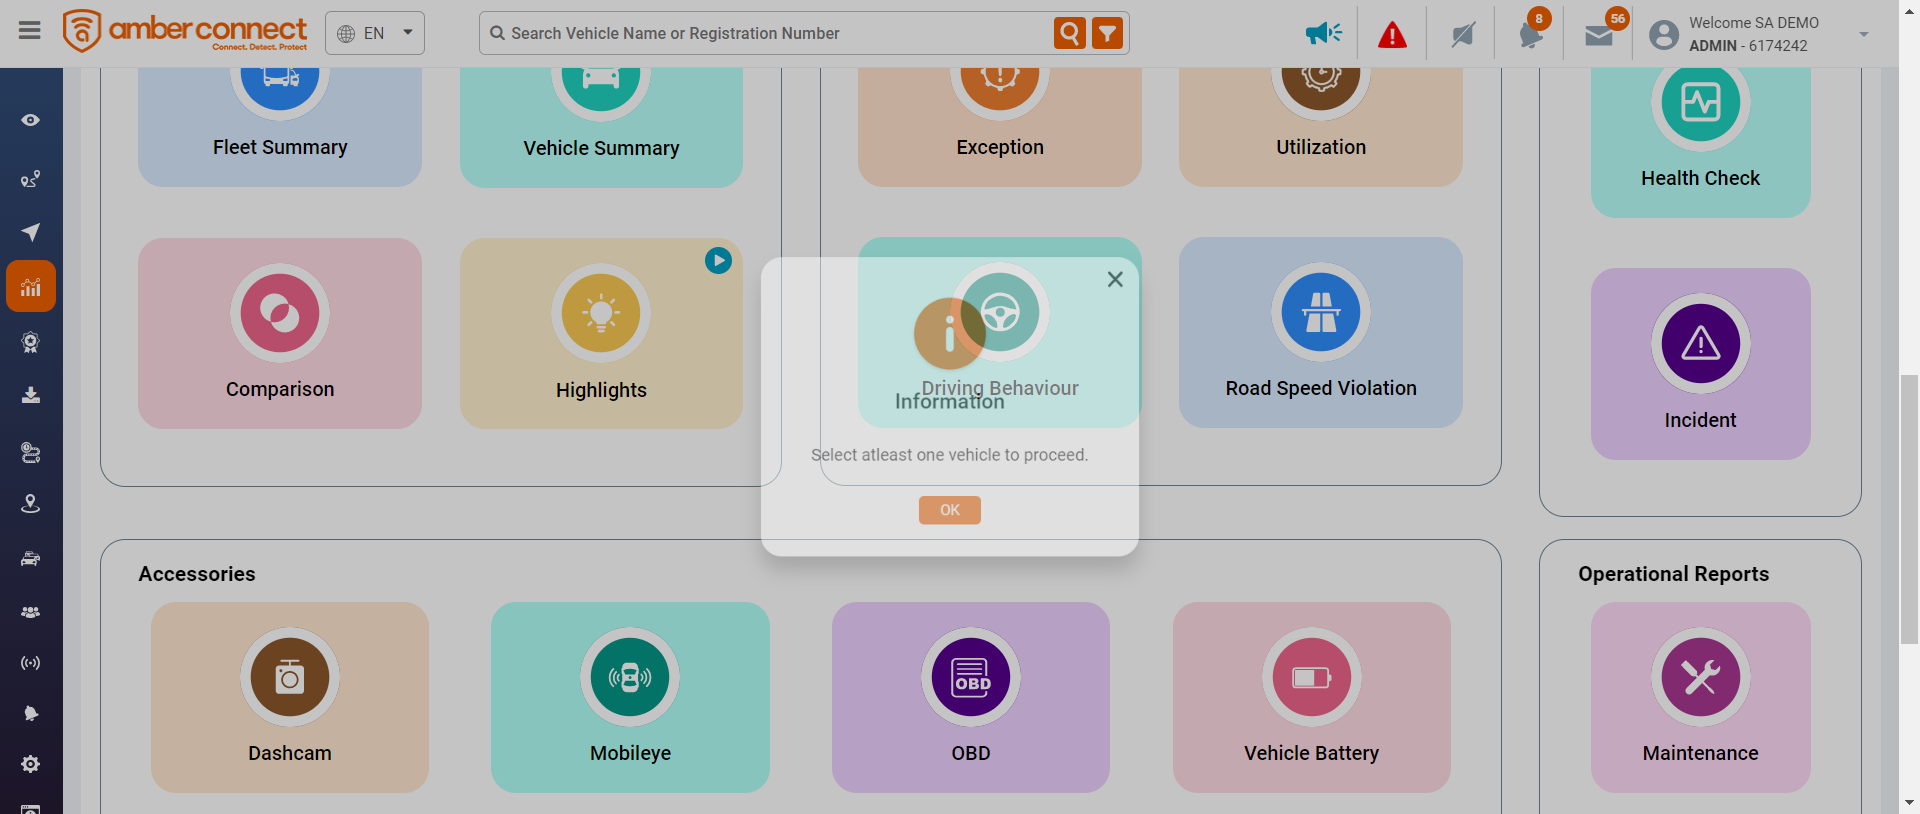 amber connect
Connect. Detect. Protect
EN
Search Vehicle Name or Registration Number
8
56
Welcome SA DEMO
ADMIN - 6174242
Fleet Summary
Vehicle Summary
Exception
Utilization
Health Check
Comparison
Highlights
Driving Behaviour
Road Speed Violation
Incident
Information
Select atleast one vehicle to proceed.
OK
Accessories
Operational Reports
Dashcam
Mobileye
OBD
OBD
Vehicle Battery
Maintenance